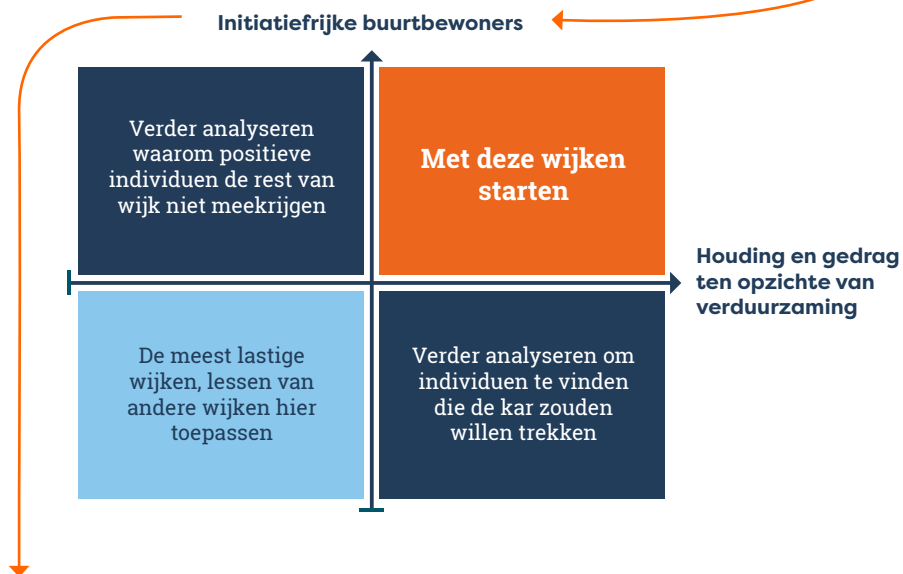 Initiatiefrijke buurtbewoners
Verder analyseren
waarom positieve
individuen de rest van
wijk niet meekrijgen
Met deze wijken
starten
Houding en gedrag
ten opzichte van
verduurzaming
De meest lastige
wijken, lessen van
andere wijken hier
toepassen
Verder analyseren om
individuen te vinden
die de kar zouden
willen trekken